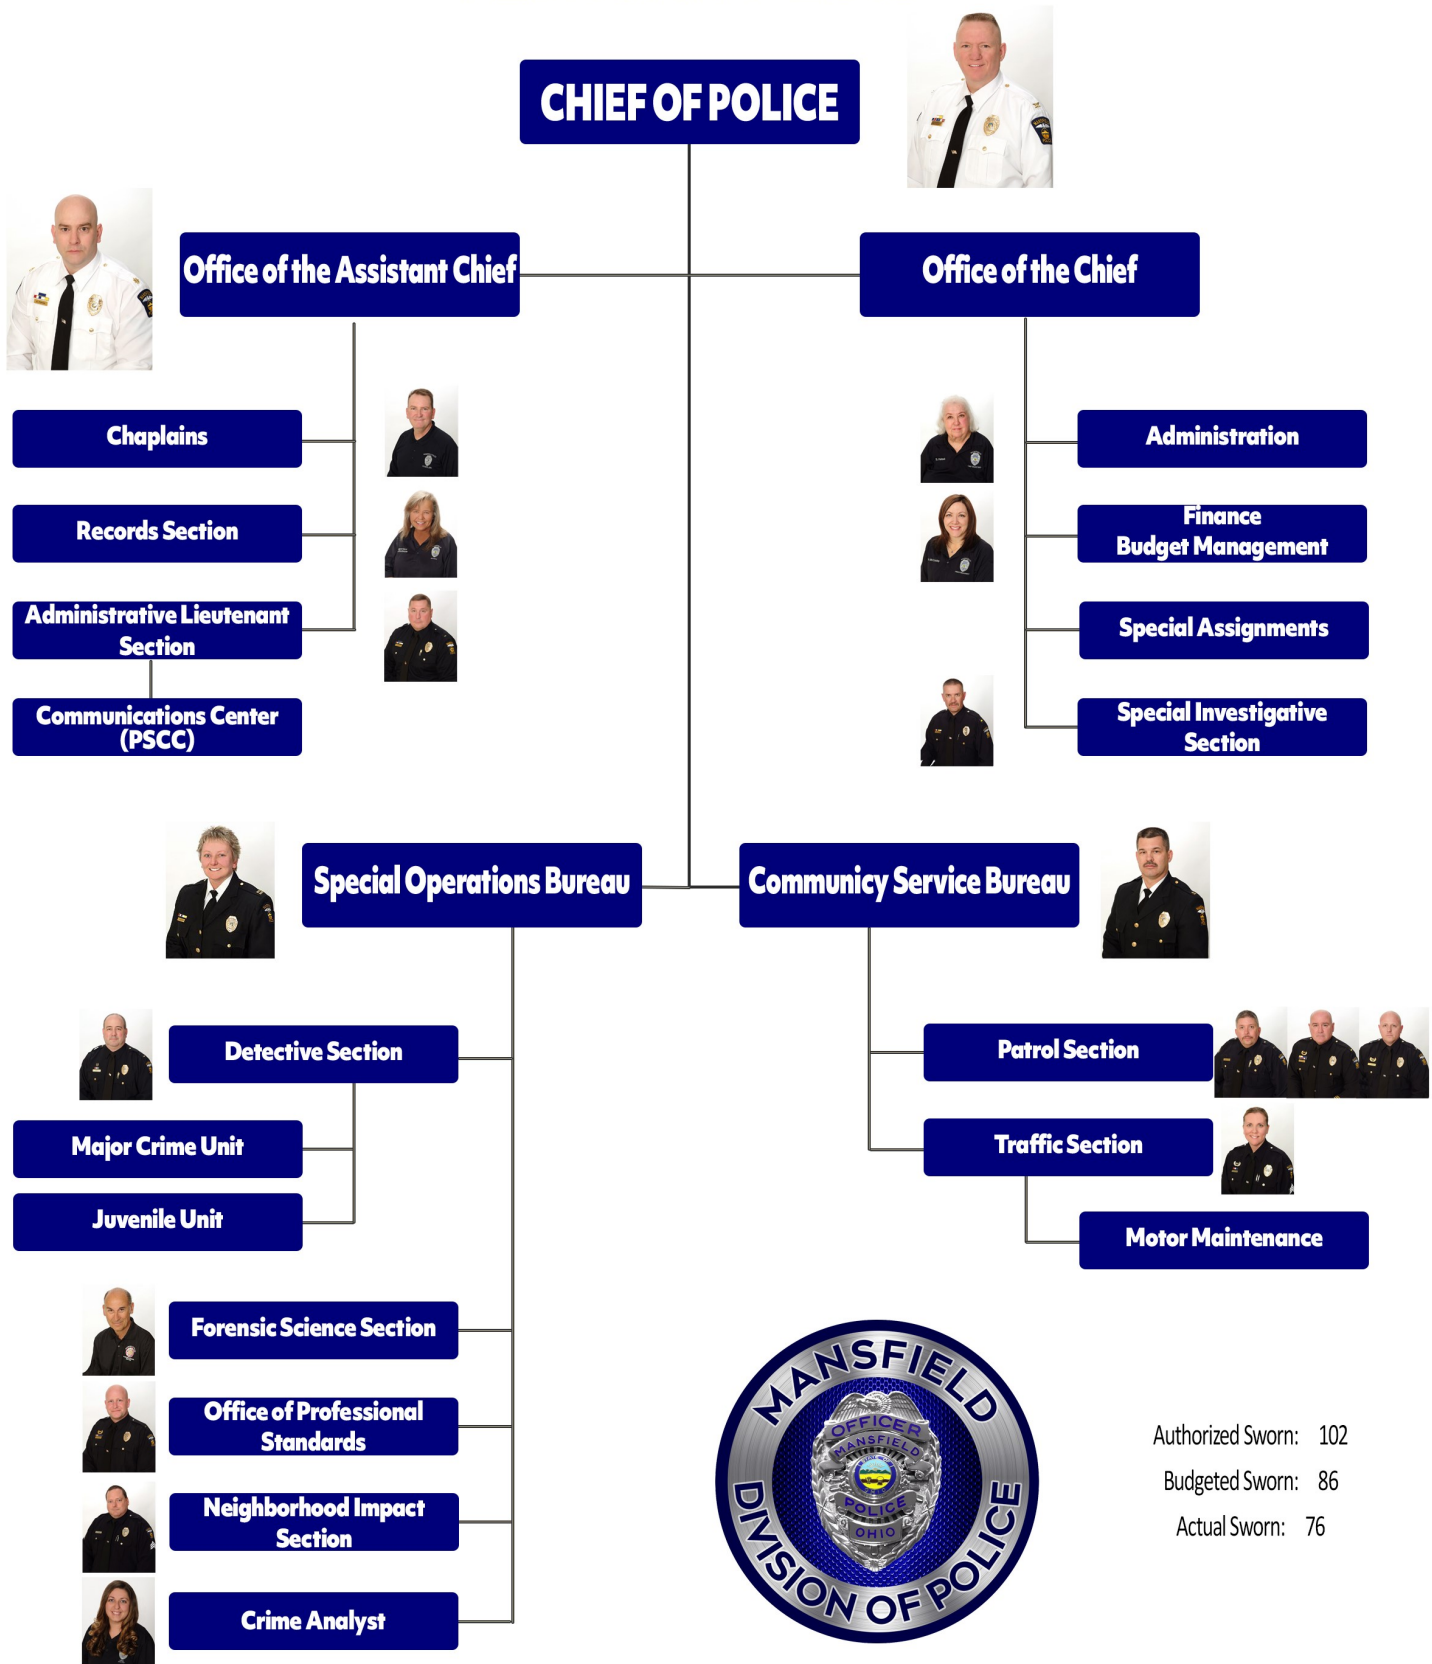 CHIEF OF POLICE
Office of the Assistant Chief
Office of the Chief
Chaplains
Records Section
Administrative Lieutenant
Section
Communications Center
(PSCC)
Administration
Finance
Budget Management
Special Assignments
Special Investigative
Section
Special Operations Bureau
Communicy Service Bureau
Detective Section
Major Crime Unit
Juvenile Unit
Forensic Science Section
Office of Professional
Standards
Neighborhood Impact
Section
Crime Analyst
Patrol Section
Traffic Section
Motor Maintenance
MANSFIELD
DIVISION OF POLICE
OFFICER
MANSFIELD
POLICE
OHIO
Authorized Sworn: 102
Budgeted Sworn: 86
Actual Sworn: 76